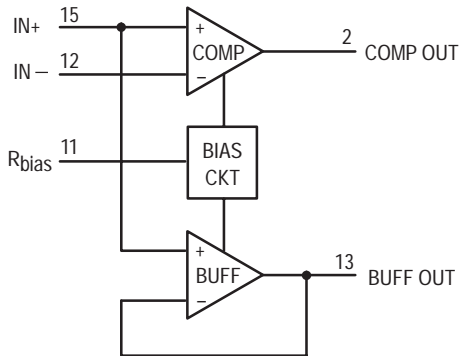 IN+ 15 + COMP 2 COMP OUT
IN− 12 −
Rbias 11 BIAS
CKT
+ BUFF 13 BUFF OUT
−